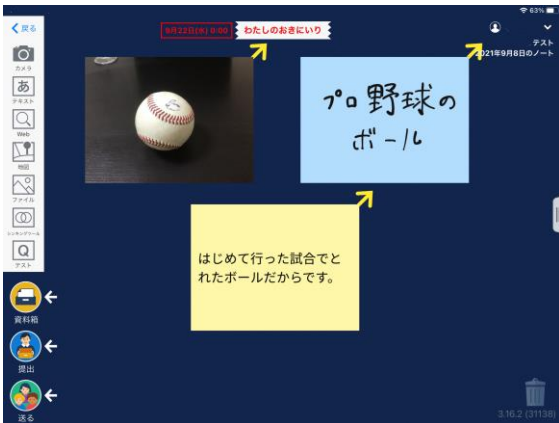 63%
戻る
9月22日(水) 0:00
わたしのおきにいり
テスト
2021年9月8日のノート
カメラ
あ
テキスト
Web
地図
ファイル
シンキングツール
Q
テスト
資料箱
提出
送る
プロ野球の
ボール
はじめて行った試合でと
れたボールだからです。
3.16.2 (31138)